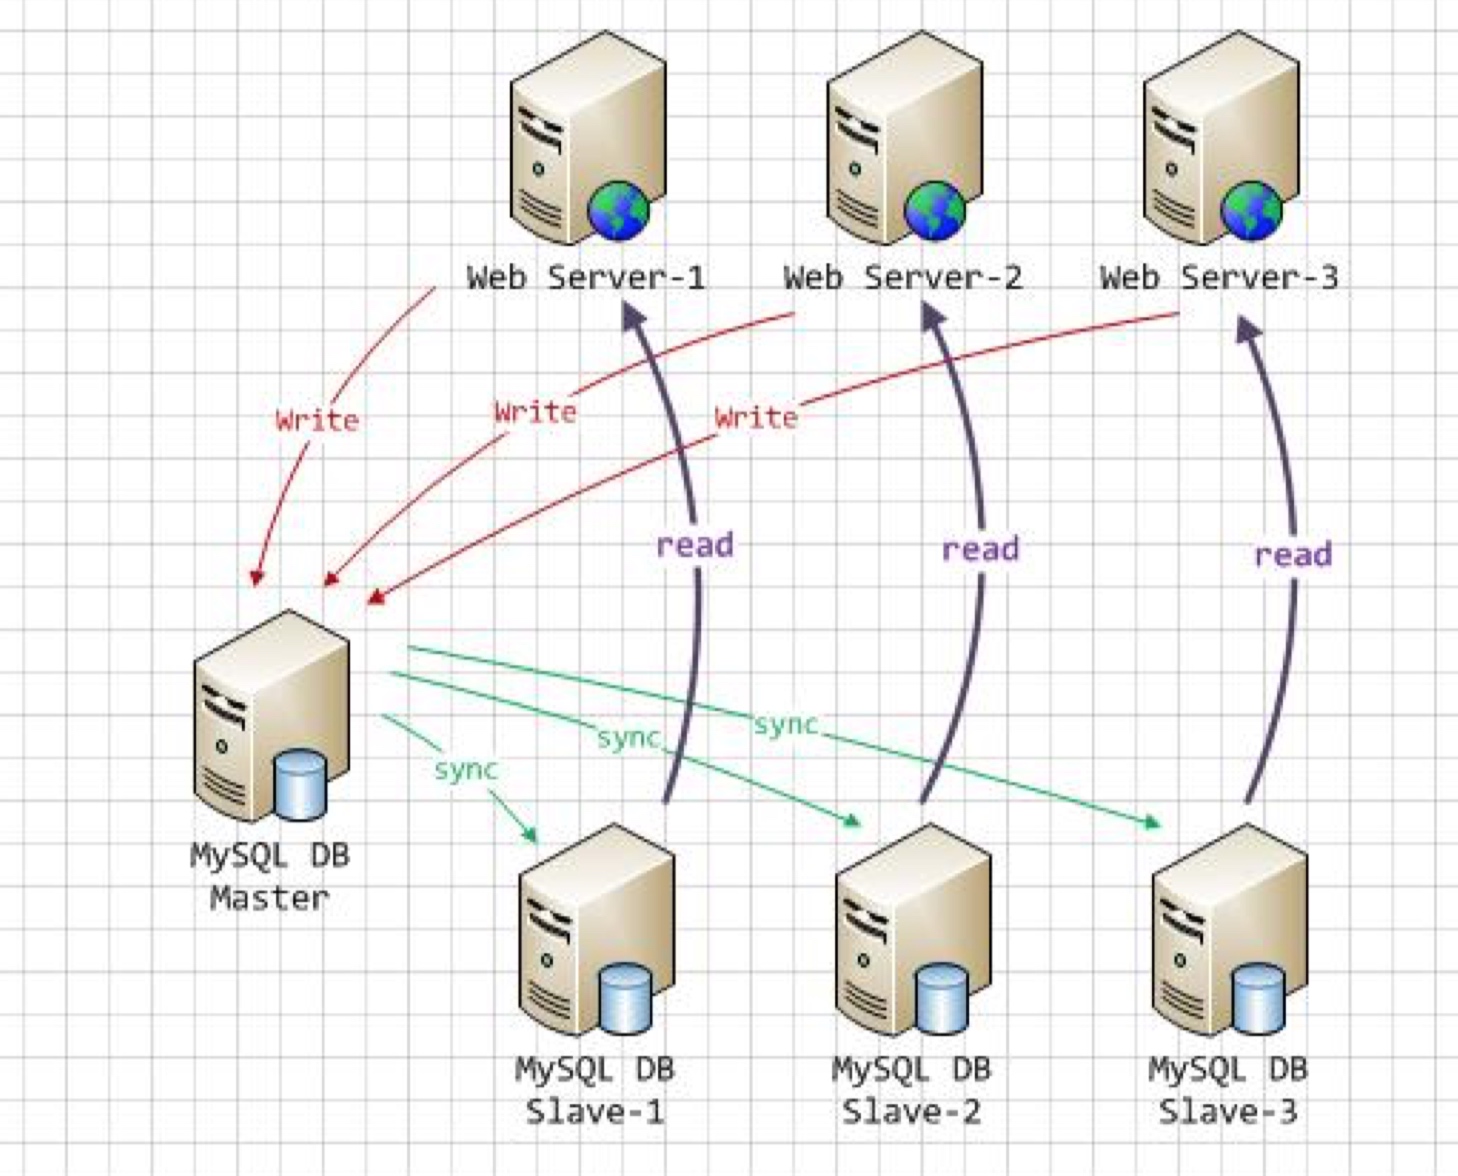 Web Server-1
Web Server-2
Web Server-3
Write
Write
Write
read
read
read
sync
sync
sync
MySQL DB
Master
MySQL DB
Slave-1
MySQL DB
Slave-2
MySQL DB
Slave-3